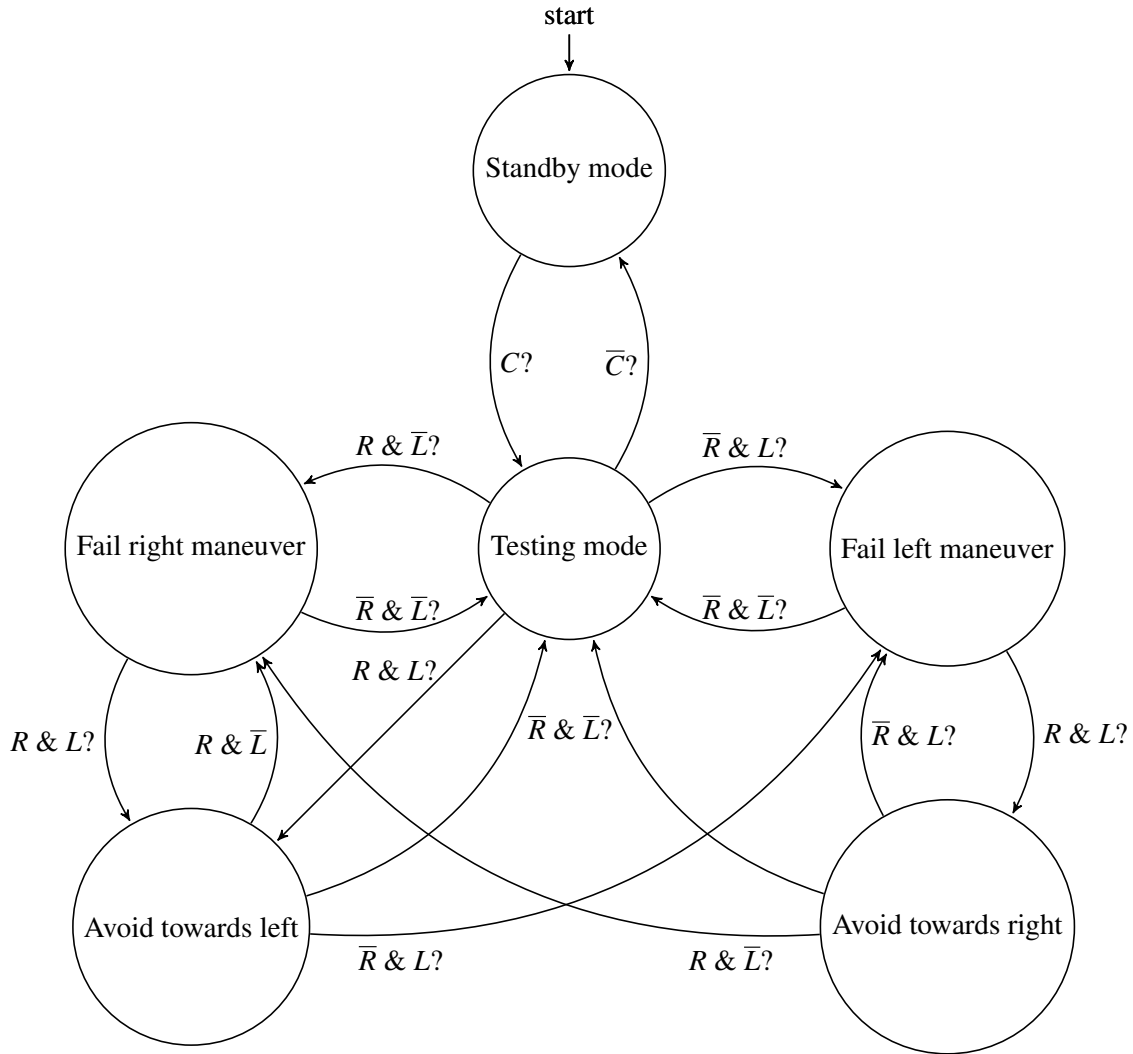 start
Standby mode
C?
C̅?
R & L̅?
R̅ & L?
Fail right maneuver
Testing mode
Fail left maneuver
R̅ & L̅?
R̅ & L̅?
R & L?
R & L?
R & L̅
R̅ & L̅?
R̅ & L?
R & L?
Avoid towards left
Avoid towards right
R̅ & L?
R & L̅?